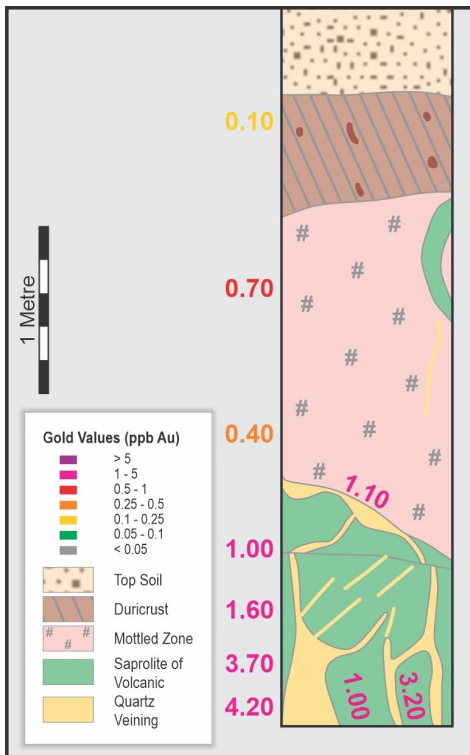 0.10
0.70
1 Metre
0.40
1.10
1.00
1.60
3.70
4.20
1.00
3.20
Gold Values (ppb Au)
> 5
1 - 5
0.5 - 1
0.25 - 0.5
0.1 - 0.25
0.05 - 0.1
< 0.05
Top Soil
Duricrust
# # #
Mottled Zone
Saprolite of
Volcanic
Quartz
Veining